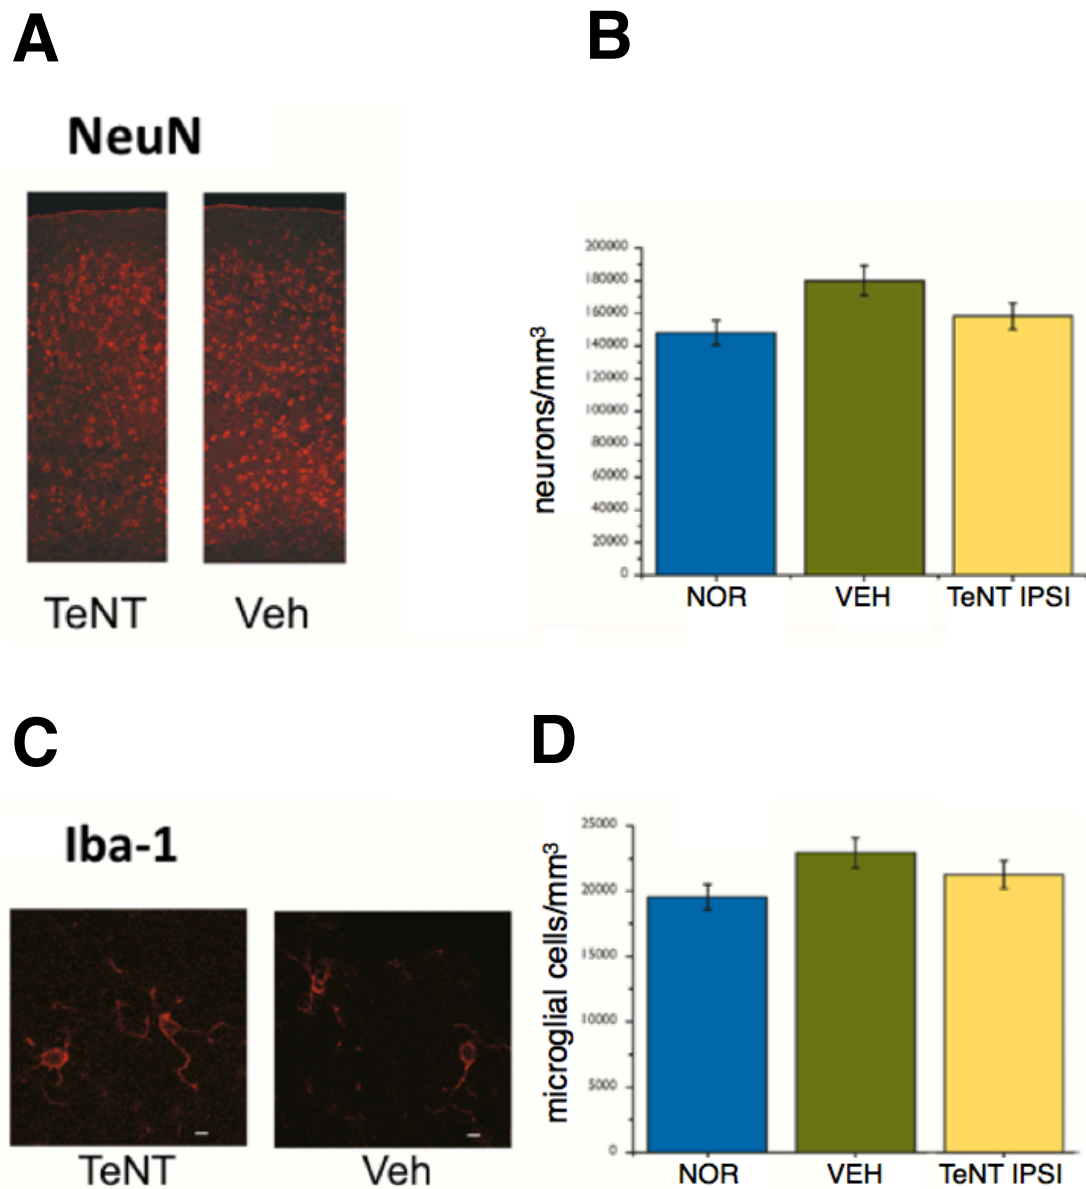 A
B
NeuN
TeNT
Veh
neurons/mm³
200000
180000
160000
140000
120000
100000
80000
60000
40000
20000
0
NOR
VEH
TeNT IPSI
C
D
Iba-1
TeNT
Veh
microglial cells/mm³
25000
20000
15000
10000
5000
0
NOR
VEH
TeNT IPSI